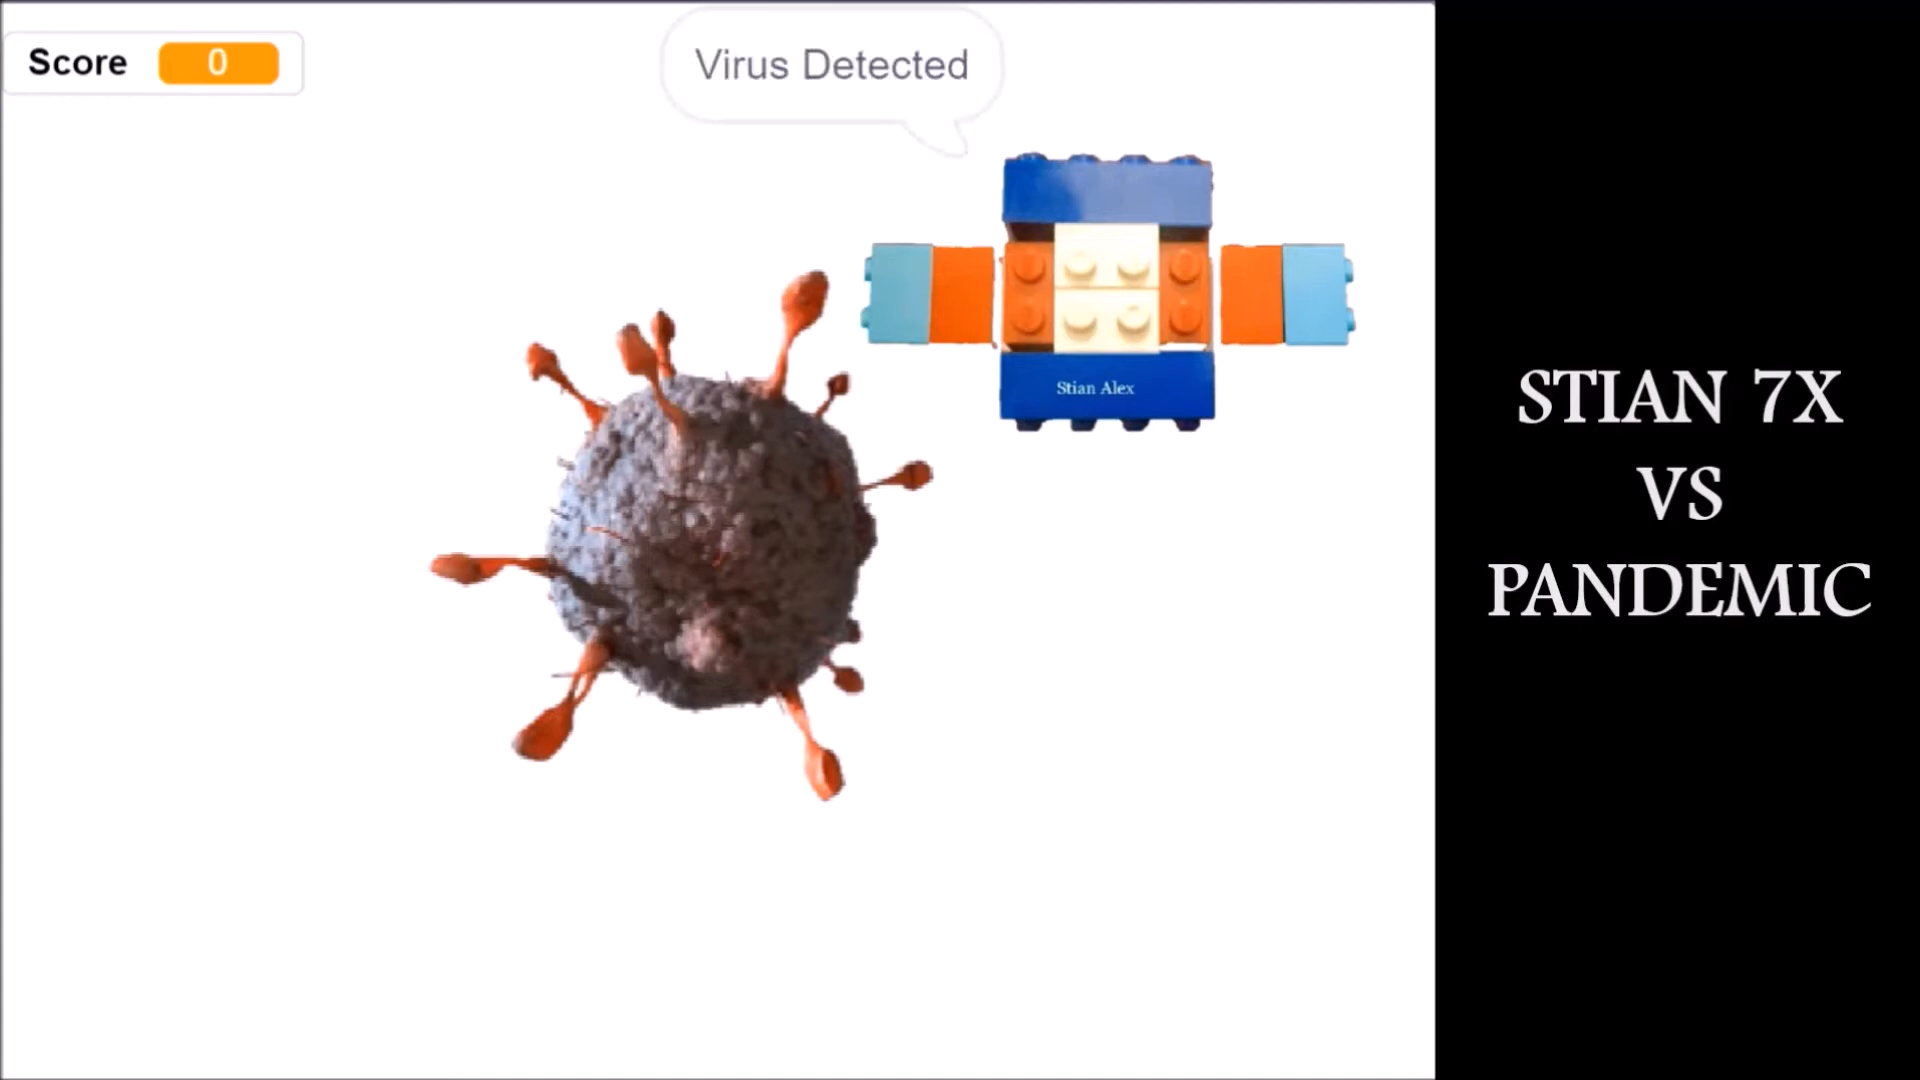 Score 0
Virus Detected
Stian Alex
STIAN 7X
VS
PANDEMIC